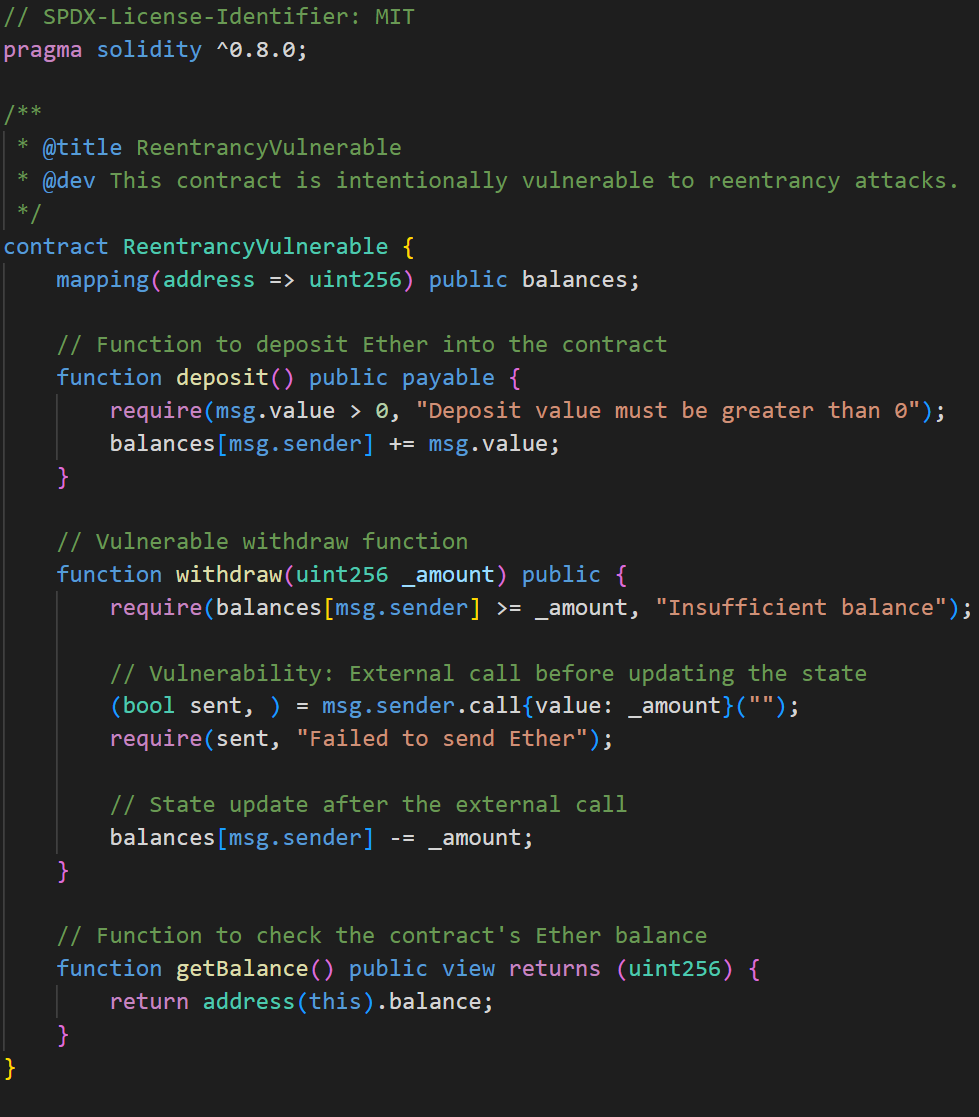 // SPDX-License-Identifier: MIT
pragma solidity ^0.8.0;

/**
 * @title ReentrancyVulnerable
 * @dev This contract is intentionally vulnerable to reentrancy attacks.
 */
contract ReentrancyVulnerable {
    mapping(address => uint256) public balances;

    // Function to deposit Ether into the contract
    function deposit() public payable {
        require(msg.value > 0, "Deposit value must be greater than 0");
        balances[msg.sender] += msg.value;
    }

    // Vulnerable withdraw function
    function withdraw(uint256 _amount) public {
        require(balances[msg.sender] >= _amount, "Insufficient balance");

        // Vulnerability: External call before updating the state
        (bool sent, ) = msg.sender.call{value: _amount}("");
        require(sent, "Failed to send Ether");

        // State update after the external call
        balances[msg.sender] -= _amount;
    }

    // Function to check the contract's Ether balance
    function getBalance() public view returns (uint256) {
        return address(this).balance;
    }
}